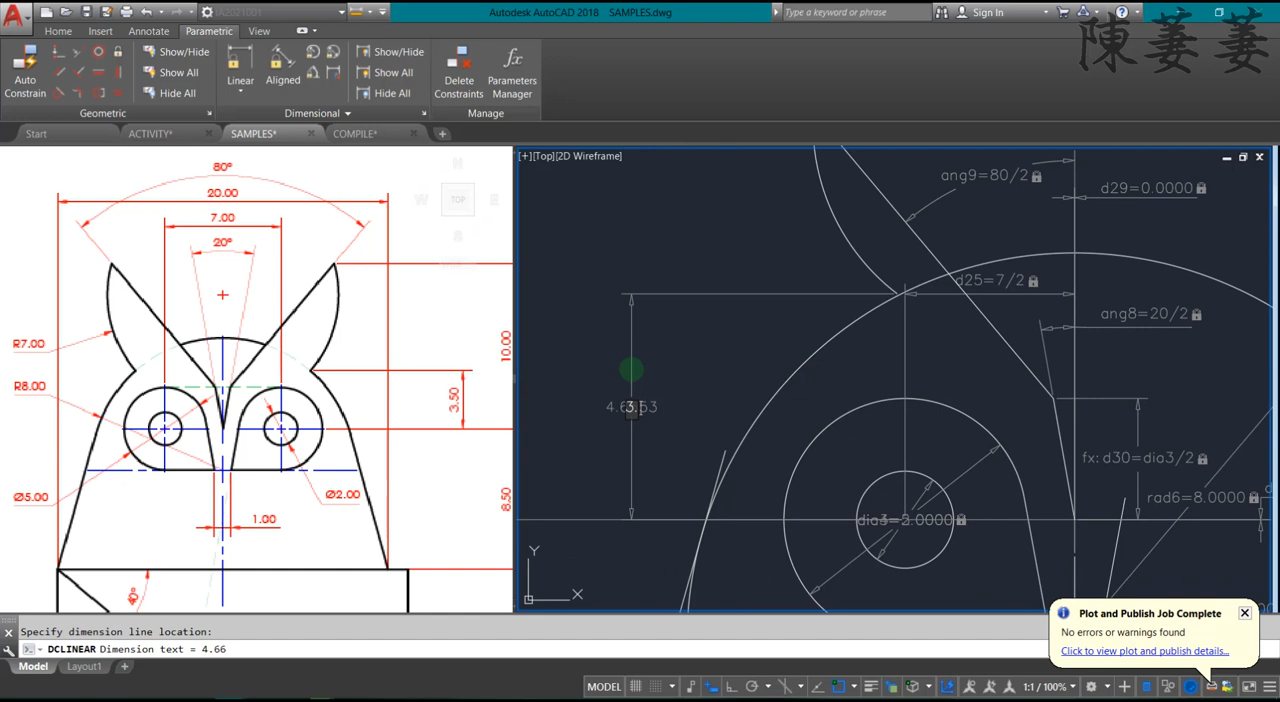 IA2021001
Autodesk AutoCAD 2018 SAMPLES.dwg
Type a keyword or phrase
Sign In
Home Insert Annotate Parametric View
陳萋萋
Auto
Constrain
Show/Hide
Show All
Hide All
Geometric
Linear
Aligned
Show/Hide
Show All
Hide All
Dimensional
fx
Delete
Constraints
Parameters
Manager
Manage
Start ACTIVITY* SAMPLES* COMPILE*
80°
20.00
7.00
20°
R7.00
R8.00
Ø5.00
Ø2.00
1.00
40°
3.50
10.00
8.50
W TOP E
[+][Top][2D Wireframe]
ang9=80/2
d29=0.0000
d25=7/2
ang8=20/2
fx: d30=dia3/2
rad6=8.0000
Y
X
Specify dimension line location:
DCLINEAR Dimension text = 4.66
Plot and Publish Job Complete
No errors or warnings found
Click to view plot and publish details...
Model Layout1
MODEL
1:1 / 100%